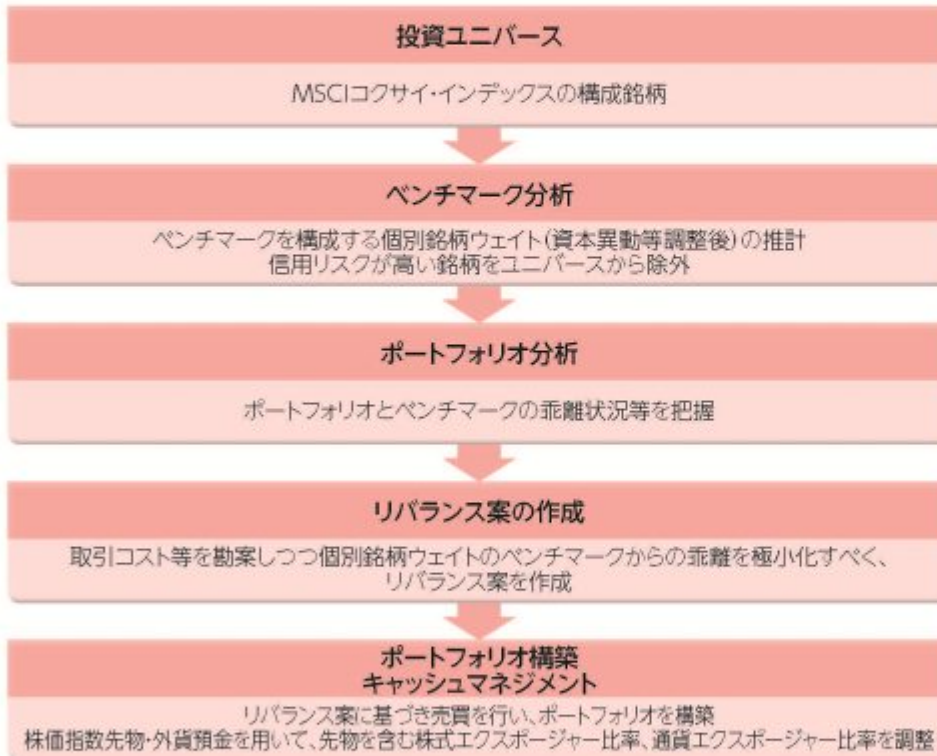 投資ユニバース
MSCIコクサイ・インデックスの構成銘柄
ベンチマーク分析
ベンチマークを構成する個別銘柄ウェイト(資本異動等調整後)の推計
信用リスクが高い銘柄をユニバースから除外
ポートフォリオ分析
ポートフォリオとベンチマークの乖離状況等を把握
リバランス案の作成
取引コスト等を勘案しつつ個別銘柄ウェイトのベンチマークからの乖離を極小化すべく、
リバランス案を作成
ポートフォリオ構築
キャッシュマネジメント
リバランス案に基づき売買を行い、ポートフォリオを構築
株価指数先物・外貨預金を用いて、先物を含む株式エクスポージャー比率、通貨エクスポージャー比率を調整